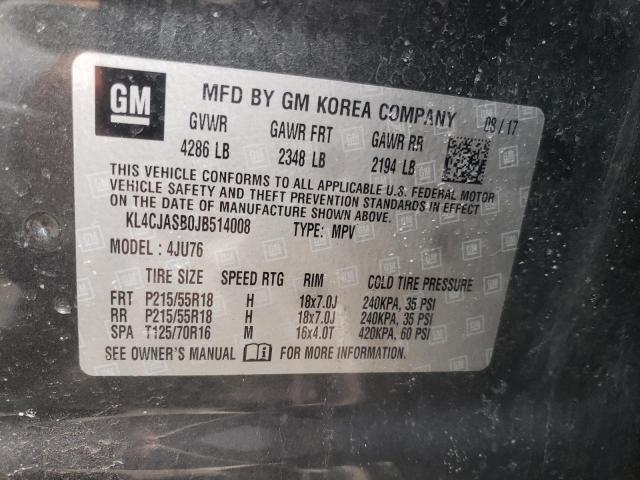 GM
MFD BY GM KOREA COMPANY 08/17
GVWR GAWR FRT GAWR RR
4286 LB 2348 LB 2194 LB
THIS VEHICLE CONFORMS TO ALL APPLICABLE U.S. FEDERAL MOTOR
VEHICLE SAFETY AND THEFT PREVENTION STANDARDS IN EFFECT
ON THE DATE OF MANUFACTURE SHOWN ABOVE.
KL4CJASB0JB514008 TYPE: MPV
MODEL : 4JU76
TIRE SIZE SPEED RTG RIM COLD TIRE PRESSURE
FRT P215/55R18 H 18x7.0J 240KPA, 35 PSI
RR P215/55R18 H 18x7.0J 240KPA, 35 PSI
SPA T125/70R16 M 16x4.0T 420KPA, 60 PSI
SEE OWNER'S MANUAL FOR MORE INFORMATION.